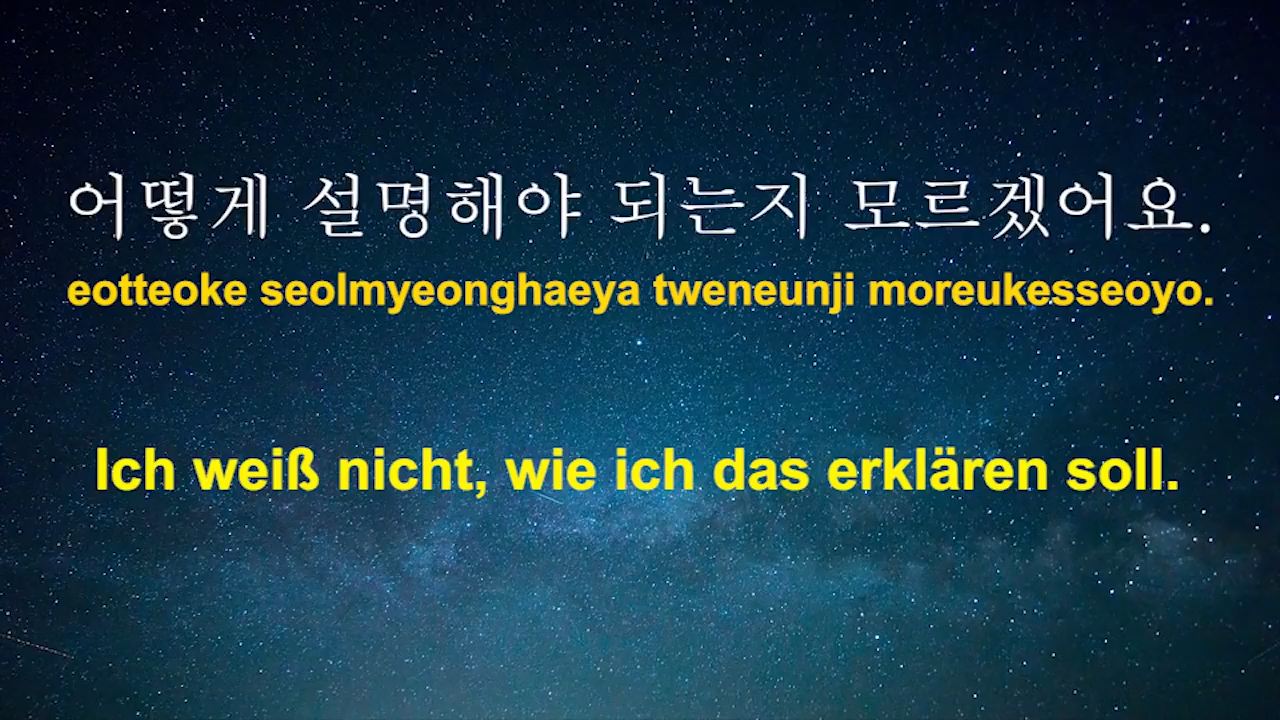 어떻게 설명해야 되는지 모르겠어요.
eotteoke seolmyeonghaeya tweneunji moreukesseoyo.
Ich weiß nicht, wie ich das erklären soll.